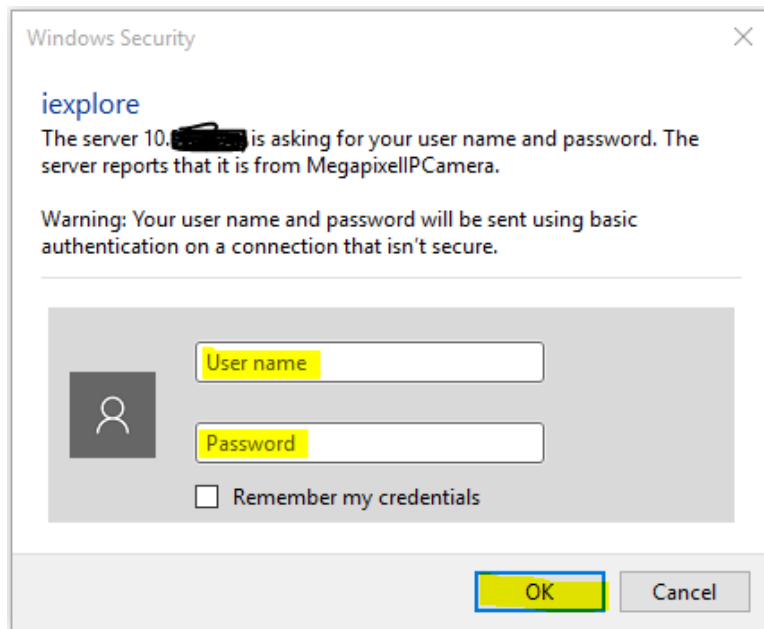 Windows Security
iexplore
The server 10. is asking for your user name and password. The
server reports that it is from MegapixelIPCamera.
Warning: Your user name and password will be sent using basic
authentication on a connection that isn't secure.
User name
Password
Remember my credentials
OK
Cancel